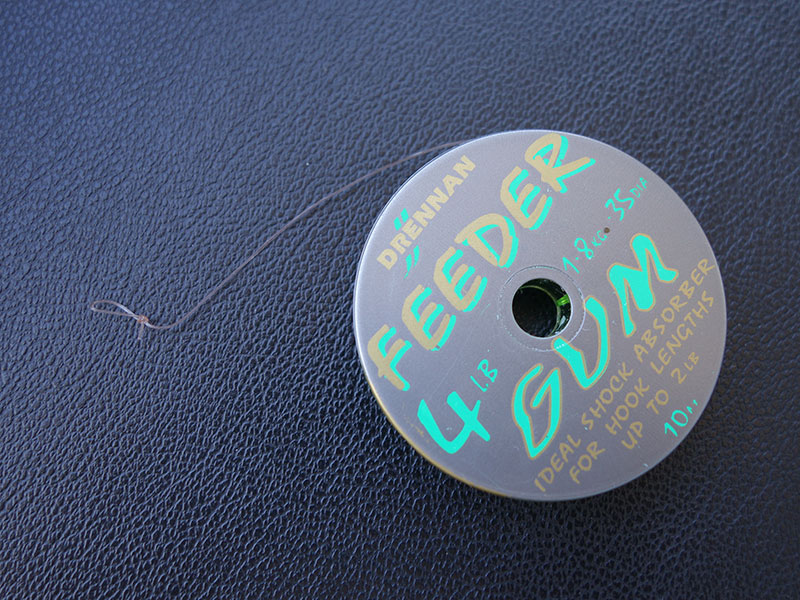 DRENNAN
FEEDER
GUM
4LB
1-8KG .35DIA
IDEAL SHOCK ABSORBER
FOR HOOK LENGTHS
UP TO 2LB
10M